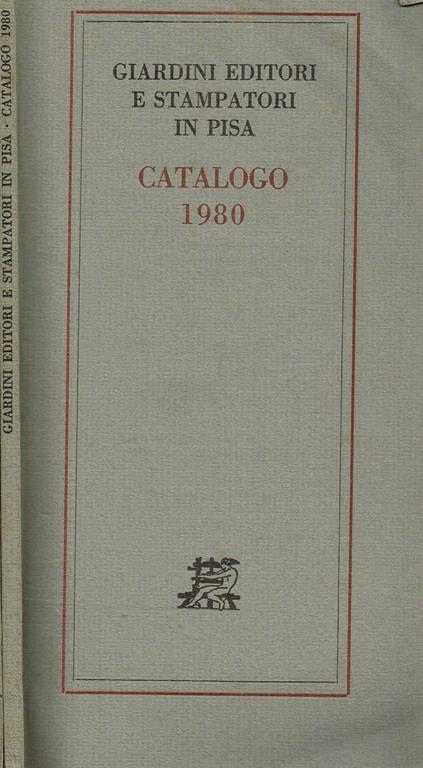 GIARDINI EDITORI E STAMPATORI IN PISA · CATALOGO 1980
GIARDINI EDITORI
E STAMPATORI
IN PISA
CATALOGO
1980